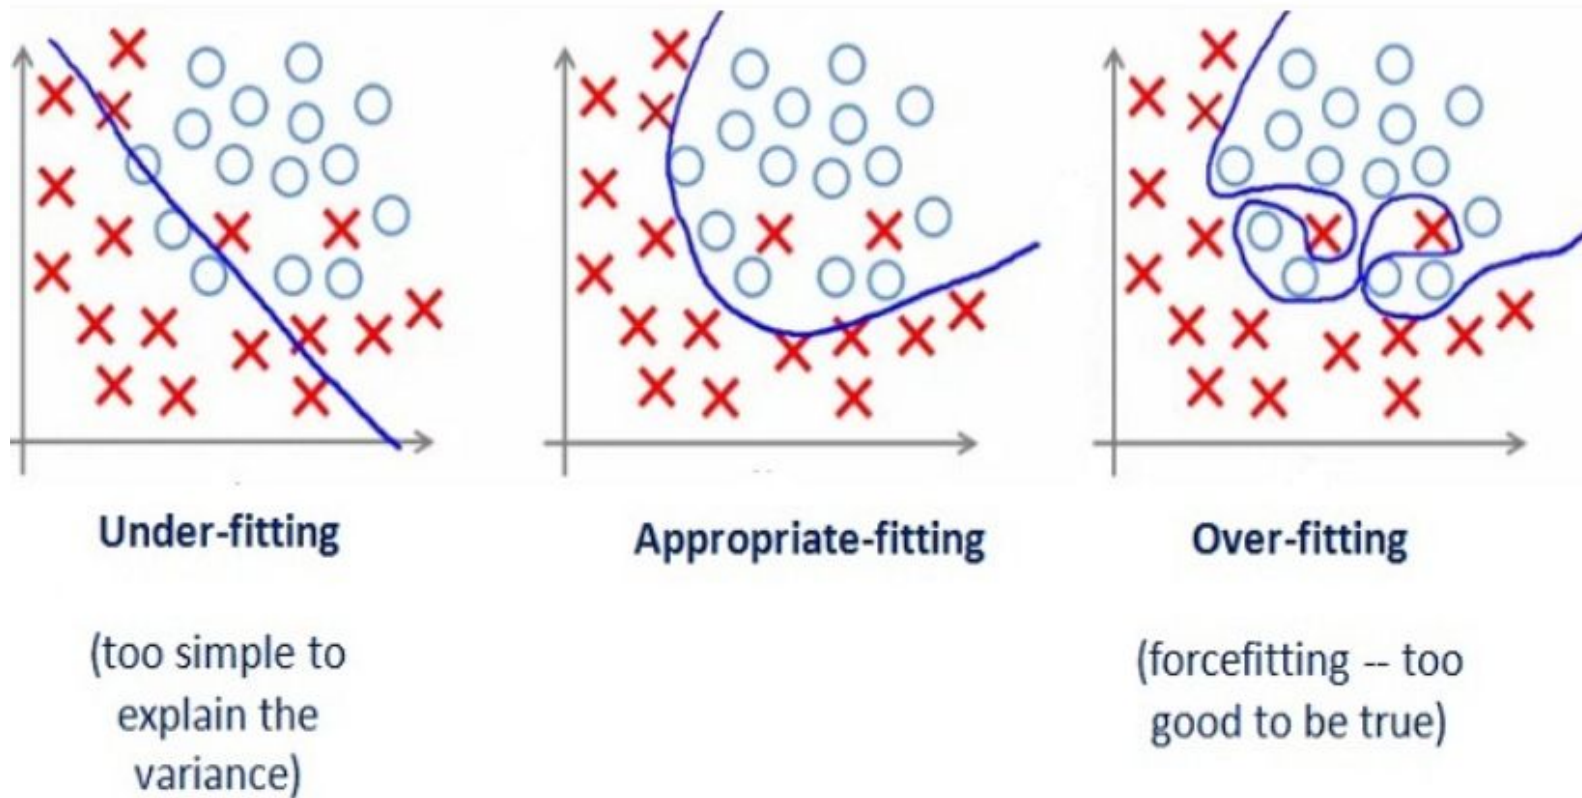 Under-fitting
Appropriate-fitting
Over-fitting
(too simple to
explain the
variance)
(forcefitting -- too
good to be true)